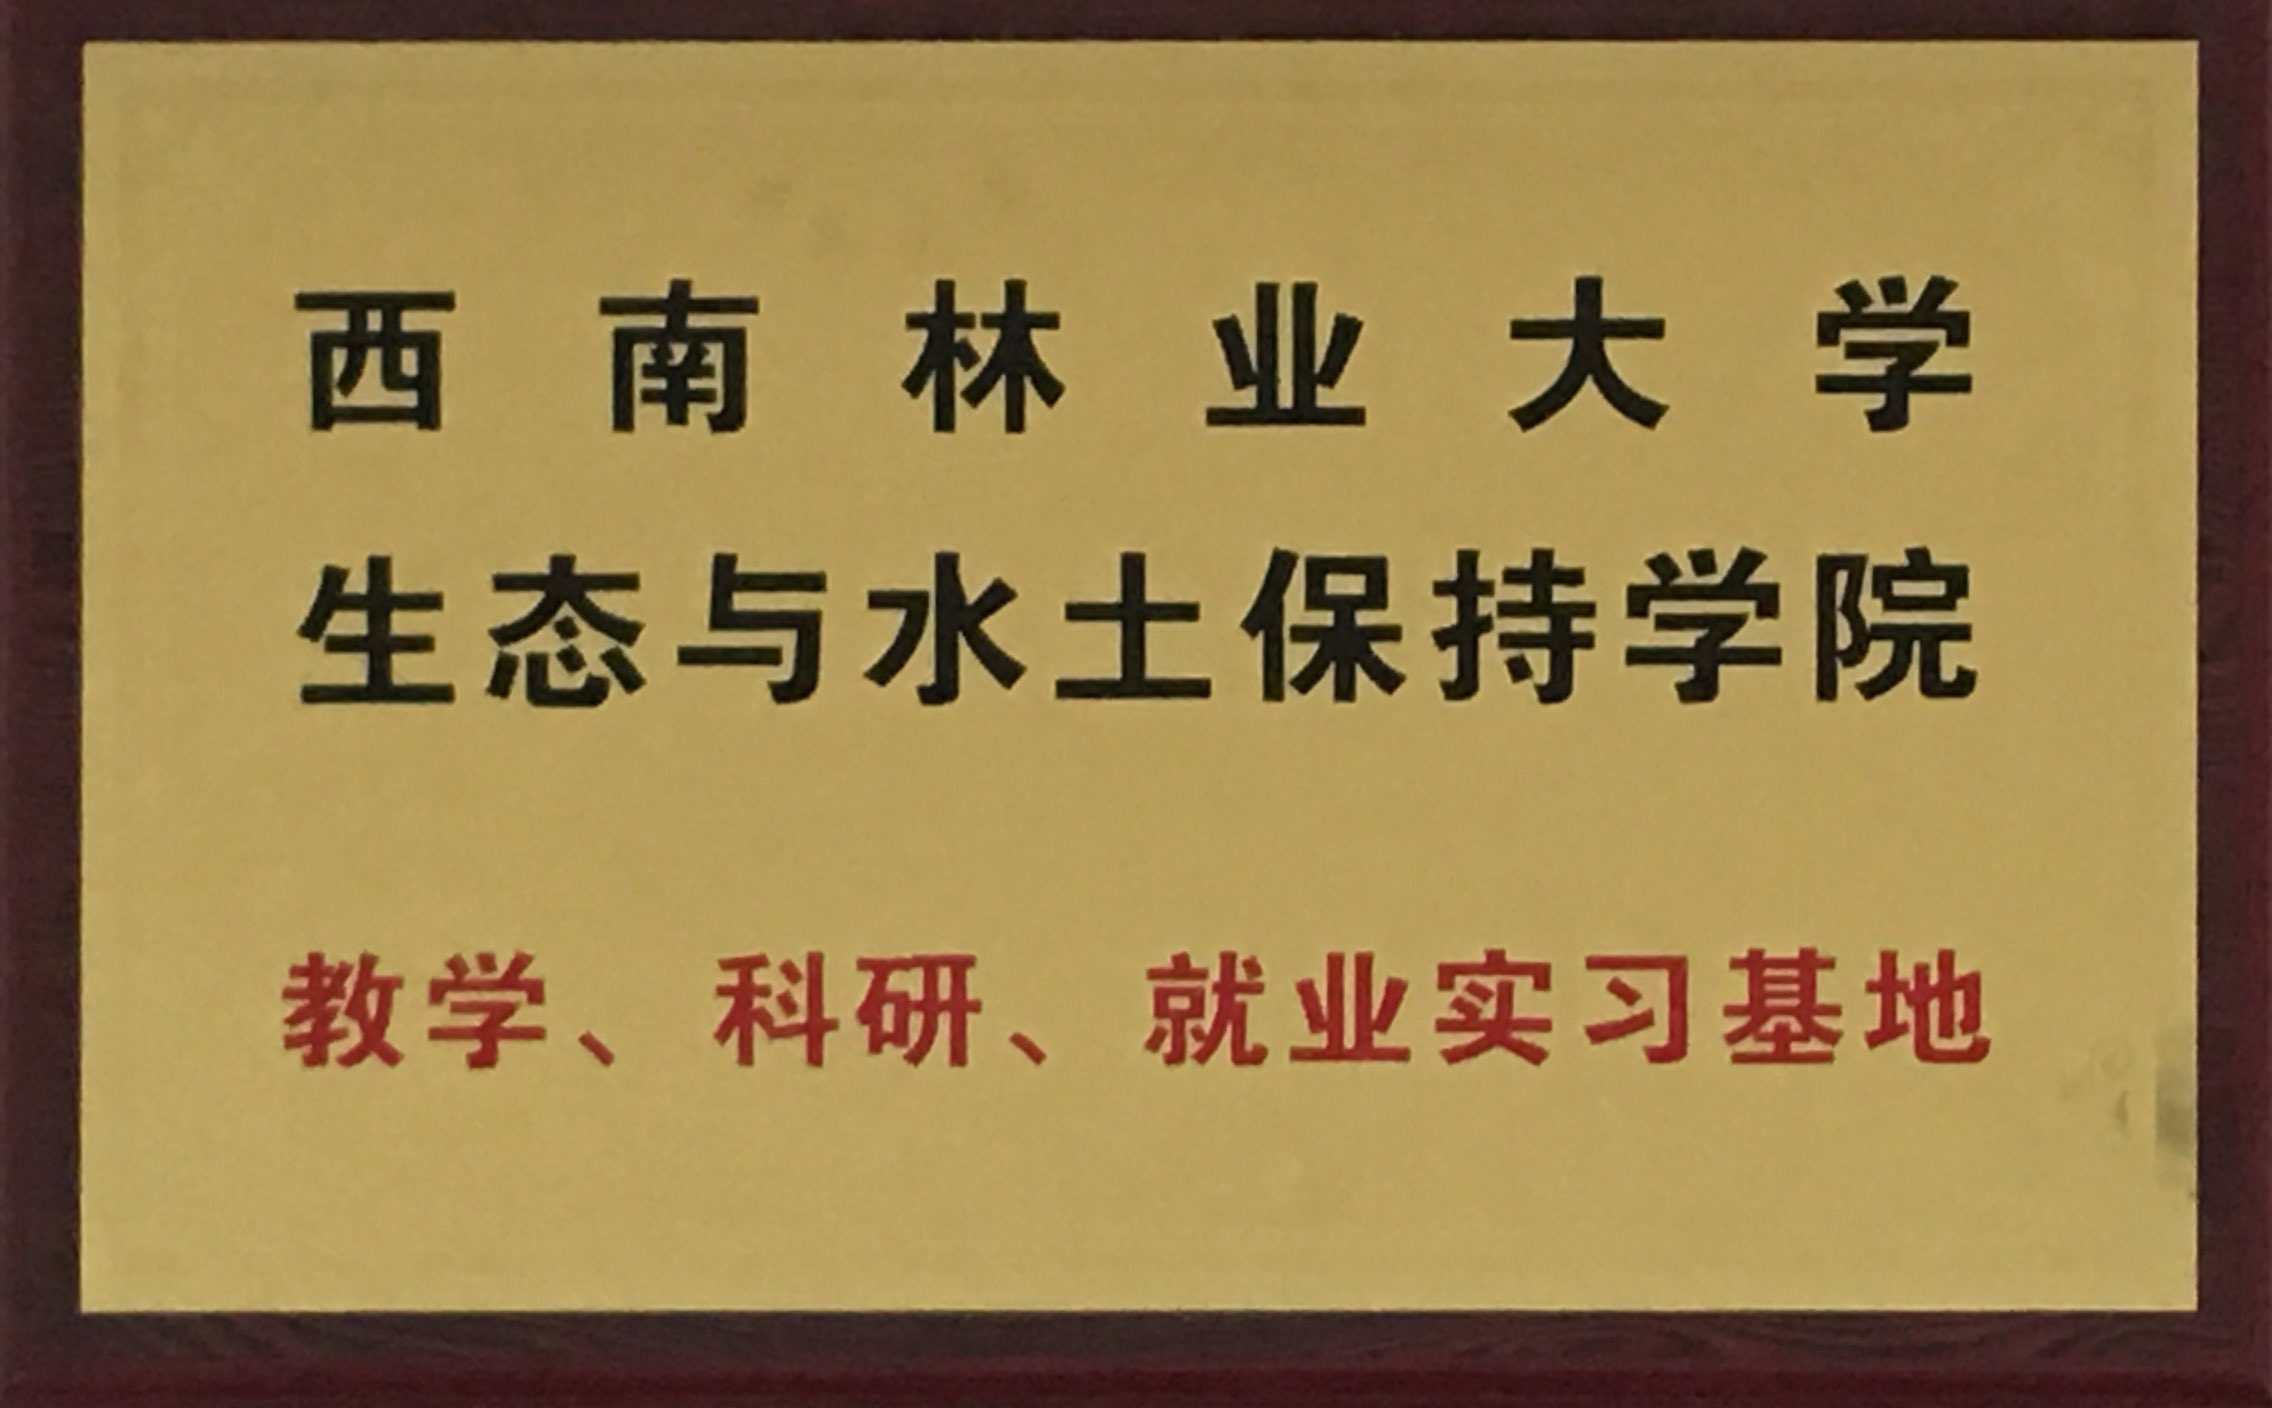 西南林业大学
生态与水土保持学院
教学、科研、就业实习基地